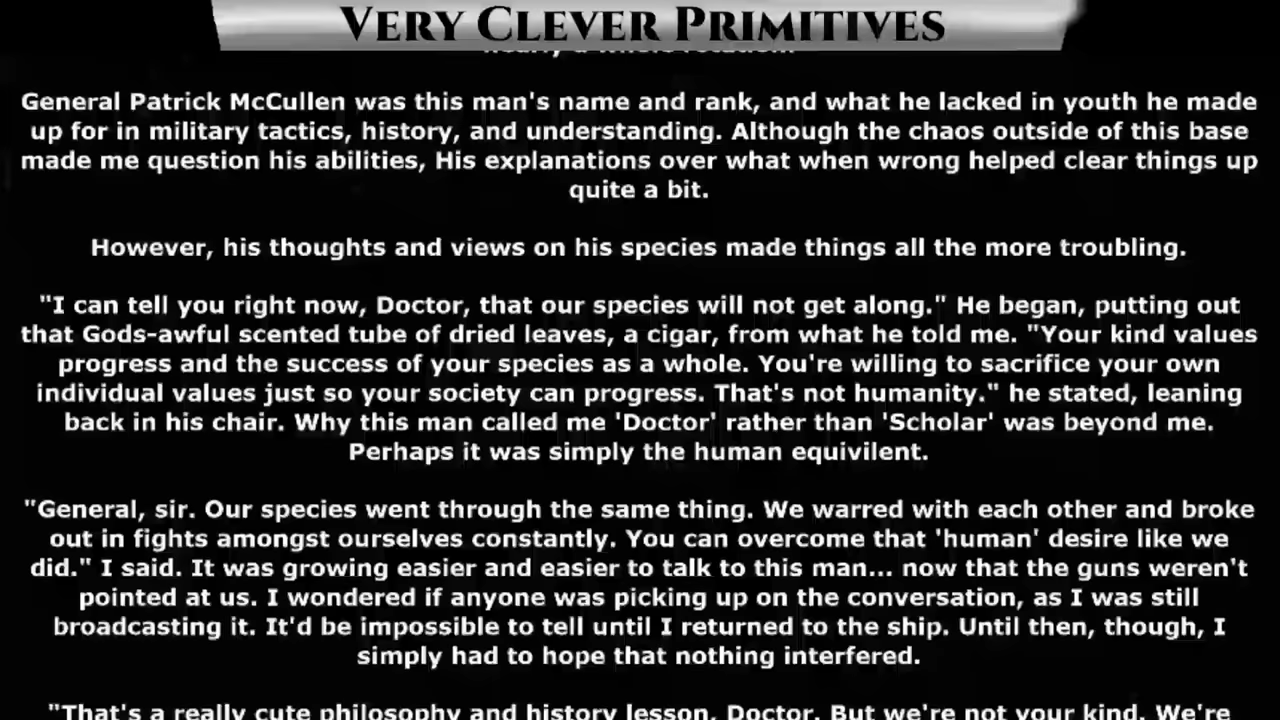 VERY CLEVER PRIMITIVES
General Patrick McCullen was this man's name and rank, and what he lacked in youth he made
up for in military tactics, history, and understanding. Although the chaos outside of this base
made me question his abilities, His explanations over what when wrong helped clear things up
quite a bit.
However, his thoughts and views on his species made things all the more troubling.
"I can tell you right now, Doctor, that our species will not get along." He began, putting out
that Gods-awful scented tube of dried leaves, a cigar, from what he told me. "Your kind values
progress and the success of your species as a whole. You're willing to sacrifice your own
individual values just so your society can progress. That's not humanity." he stated, leaning
back in his chair. Why this man called me 'Doctor' rather than 'Scholar' was beyond me.
Perhaps it was simply the human equivilent.
"General, sir. Our species went through the same thing. We warred with each other and broke
out in fights amongst ourselves constantly. You can overcome that 'human' desire like we
did." I said. It was growing easier and easier to talk to this man... now that the guns weren't
pointed at us. I wondered if anyone was picking up on the conversation, as I was still
broadcasting it. It'd be impossible to tell until I returned to the ship. Until then, though, I
simply had to hope that nothing interfered.
"That's a really cute philosophy and history lesson, Doctor. But we're not your kind. We're